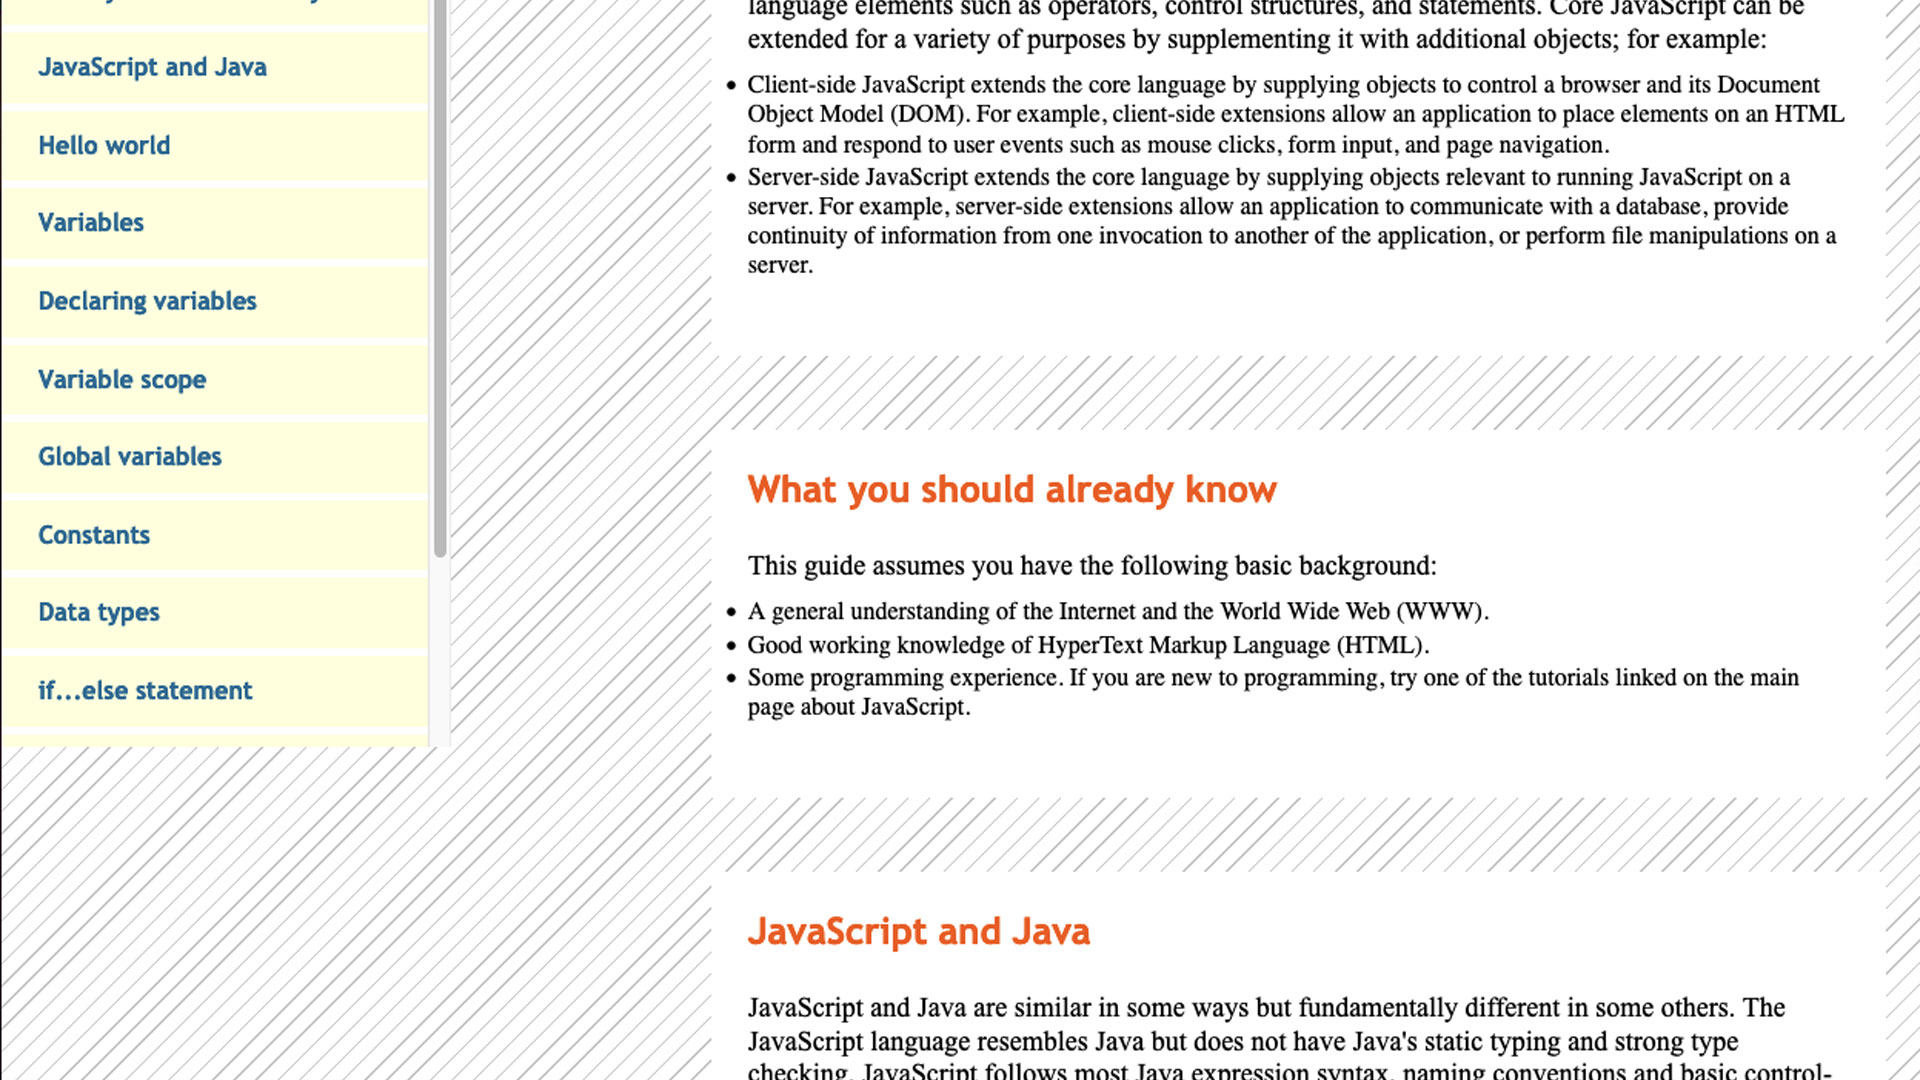 JavaScript and Java
Hello world
Variables
Declaring variables
Variable scope
Global variables
Constants
Data types
if...else statement
language elements such as operators, control structures, and statements. Core JavaScript can be
extended for a variety of purposes by supplementing it with additional objects; for example:
• Client-side JavaScript extends the core language by supplying objects to control a browser and its Document
Object Model (DOM). For example, client-side extensions allow an application to place elements on an HTML
form and respond to user events such as mouse clicks, form input, and page navigation.
• Server-side JavaScript extends the core language by supplying objects relevant to running JavaScript on a
server. For example, server-side extensions allow an application to communicate with a database, provide
continuity of information from one invocation to another of the application, or perform file manipulations on a
server.
What you should already know
This guide assumes you have the following basic background:
• A general understanding of the Internet and the World Wide Web (WWW).
• Good working knowledge of HyperText Markup Language (HTML).
• Some programming experience. If you are new to programming, try one of the tutorials linked on the main
page about JavaScript.
JavaScript and Java
JavaScript and Java are similar in some ways but fundamentally different in some others. The
JavaScript language resembles Java but does not have Java's static typing and strong type
checking. JavaScript follows most Java expression syntax, naming conventions and basic control-